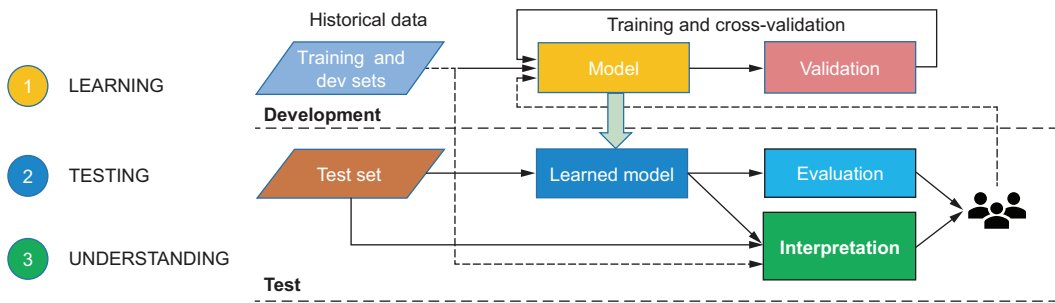 Historical data
Training and cross-validation
Training and
dev sets
Model
Validation
1
LEARNING
Development
2
TESTING
Test set
Learned model
Evaluation
3
UNDERSTANDING
Interpretation
Test